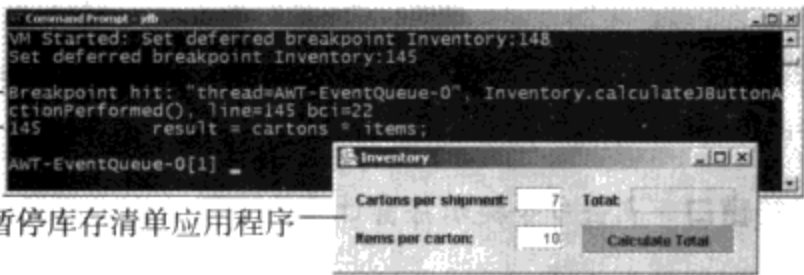 Command Prompt - jdb
VM Started: Set deferred breakpoint Inventory:148
Set deferred breakpoint Inventory:145
Breakpoint hit: "thread=AWT-EventQueue-0", Inventory.calculateJButtonA
ctionPerformed(), line=145 bci=22
145 result = cartons * items;
AWT-EventQueue-0[1] _
Inventory
Cartons per shipment: 7 Total:
Items per carton: 10 Calculate Total
暂停库存清单应用程序